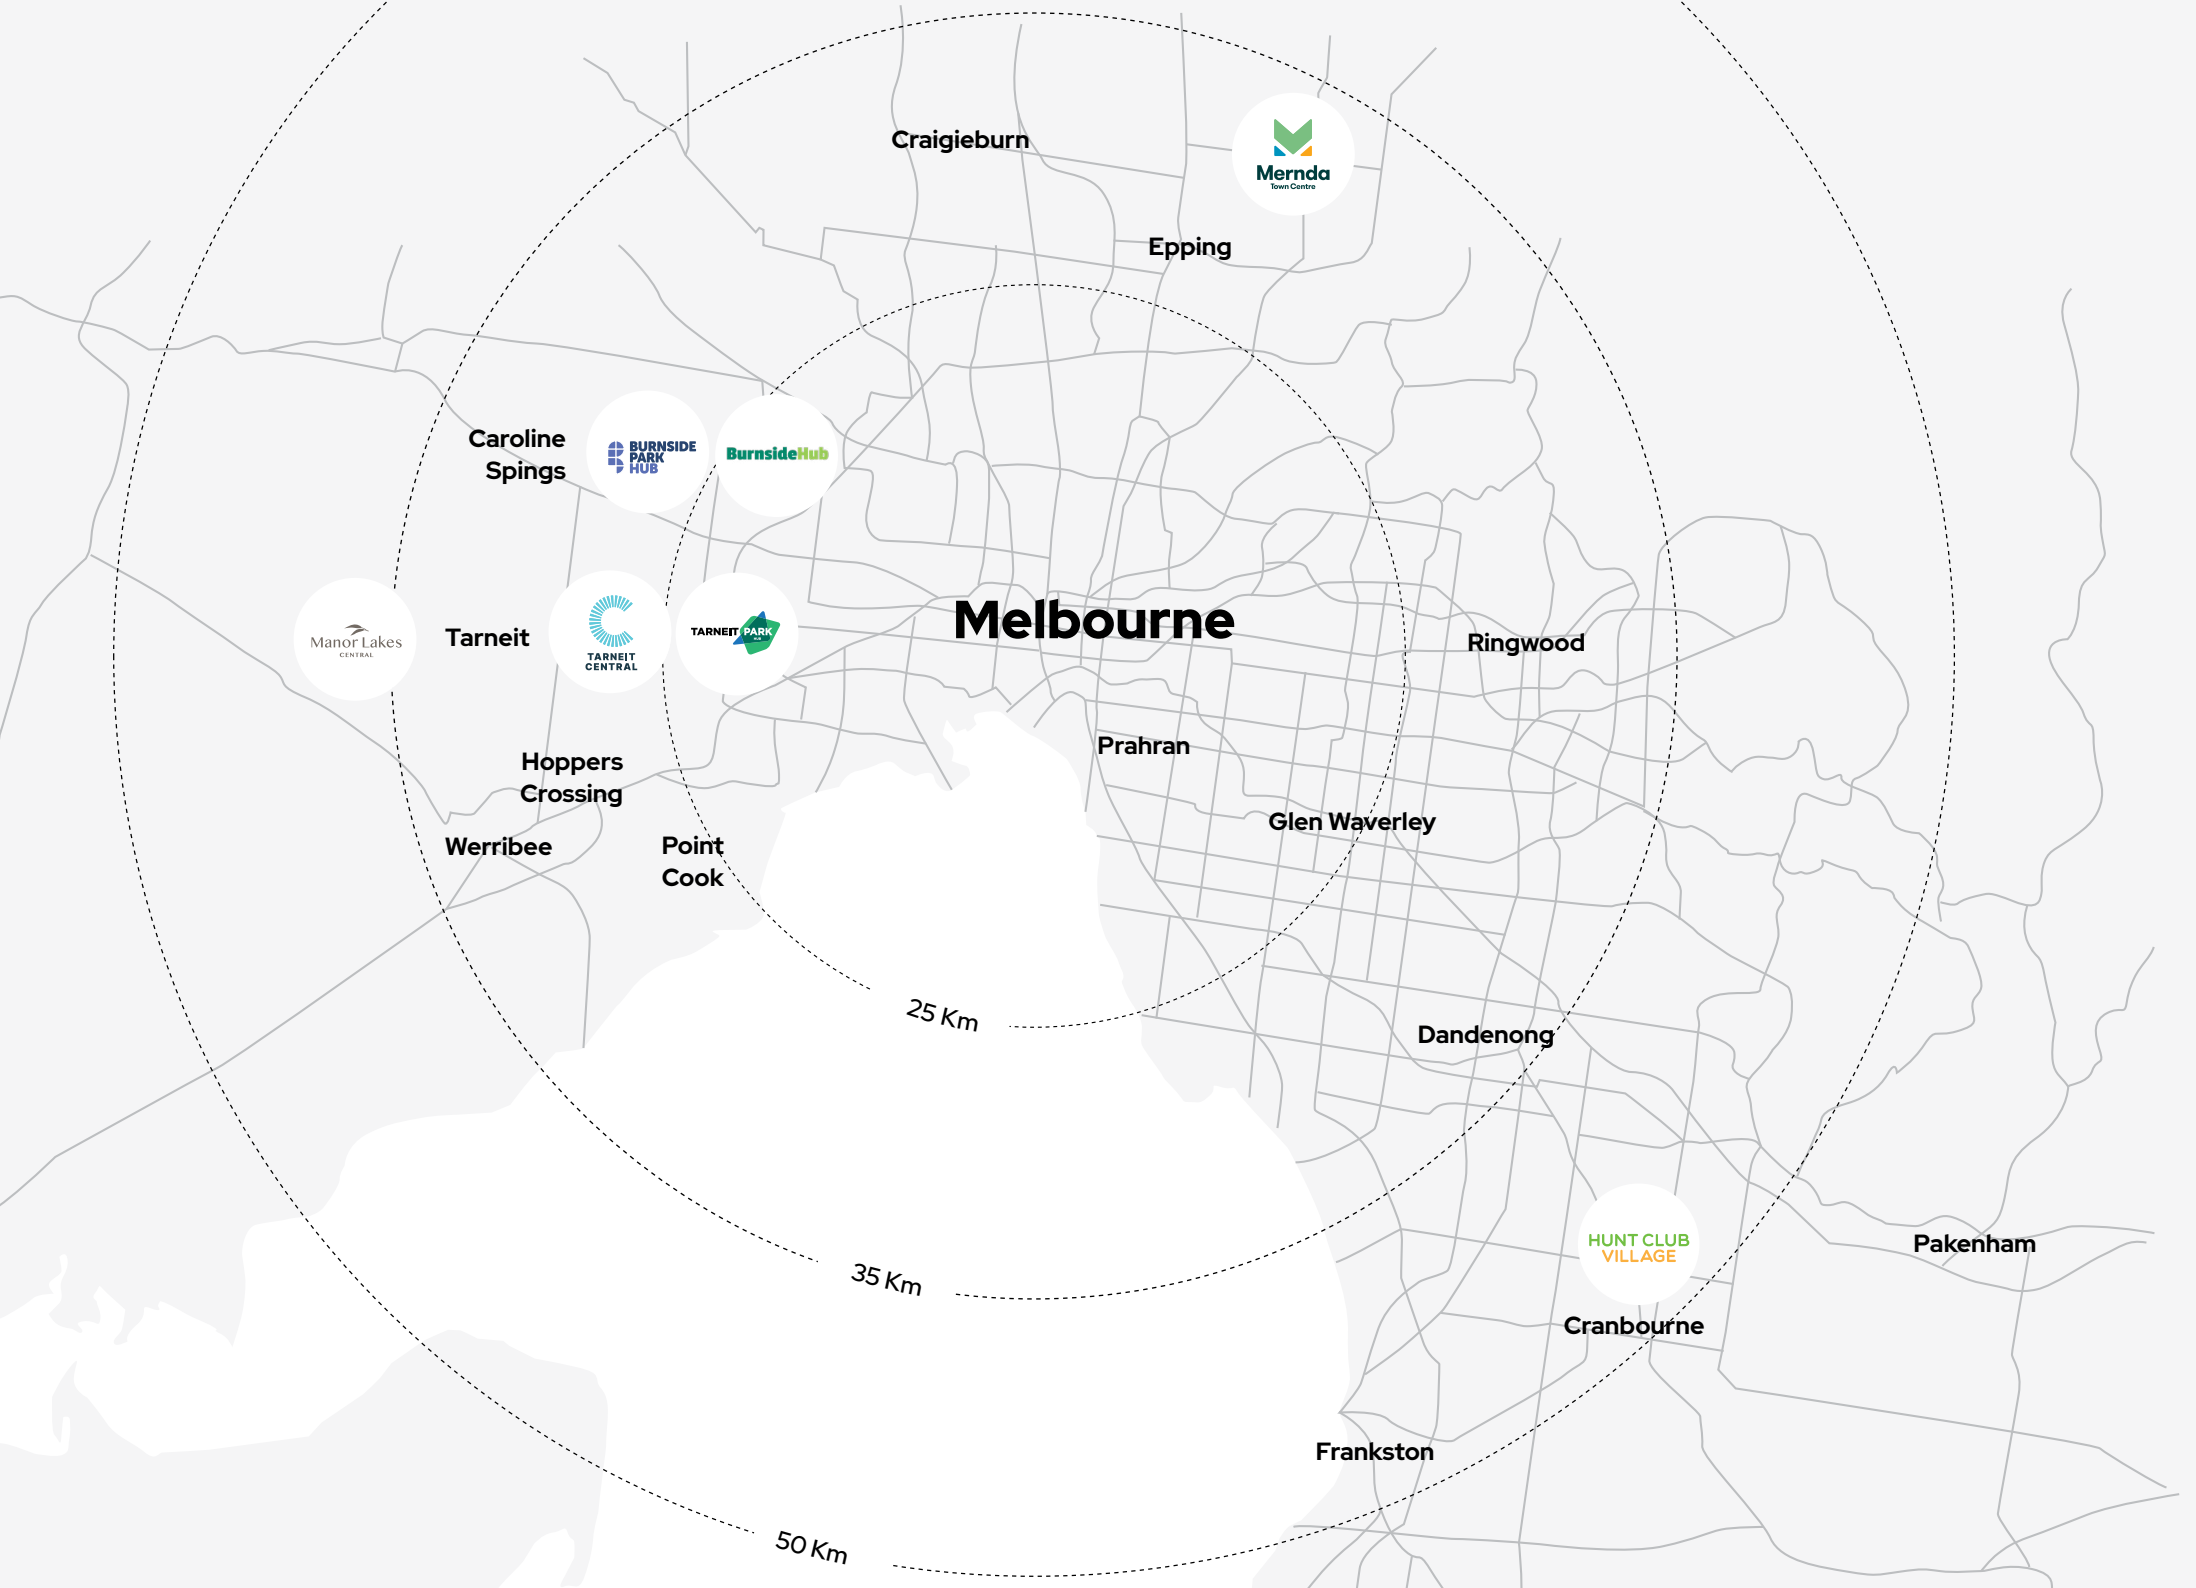 Craigieburn
Mernda
Town Centre
Epping
Caroline
Spings
BURNSIDE
PARK
HUB
BurnsideHub
Manor Lakes
CENTRAL
Tarneit
TARNEIT
CENTRAL
TARNEIT PARK
HUB
Melbourne
Ringwood
Prahran
Hoppers
Crossing
Glen Waverley
Werribee
Point
Cook
25 Km
Dandenong
HUNT CLUB
VILLAGE
Pakenham
35 Km
Cranbourne
Frankston
50 Km